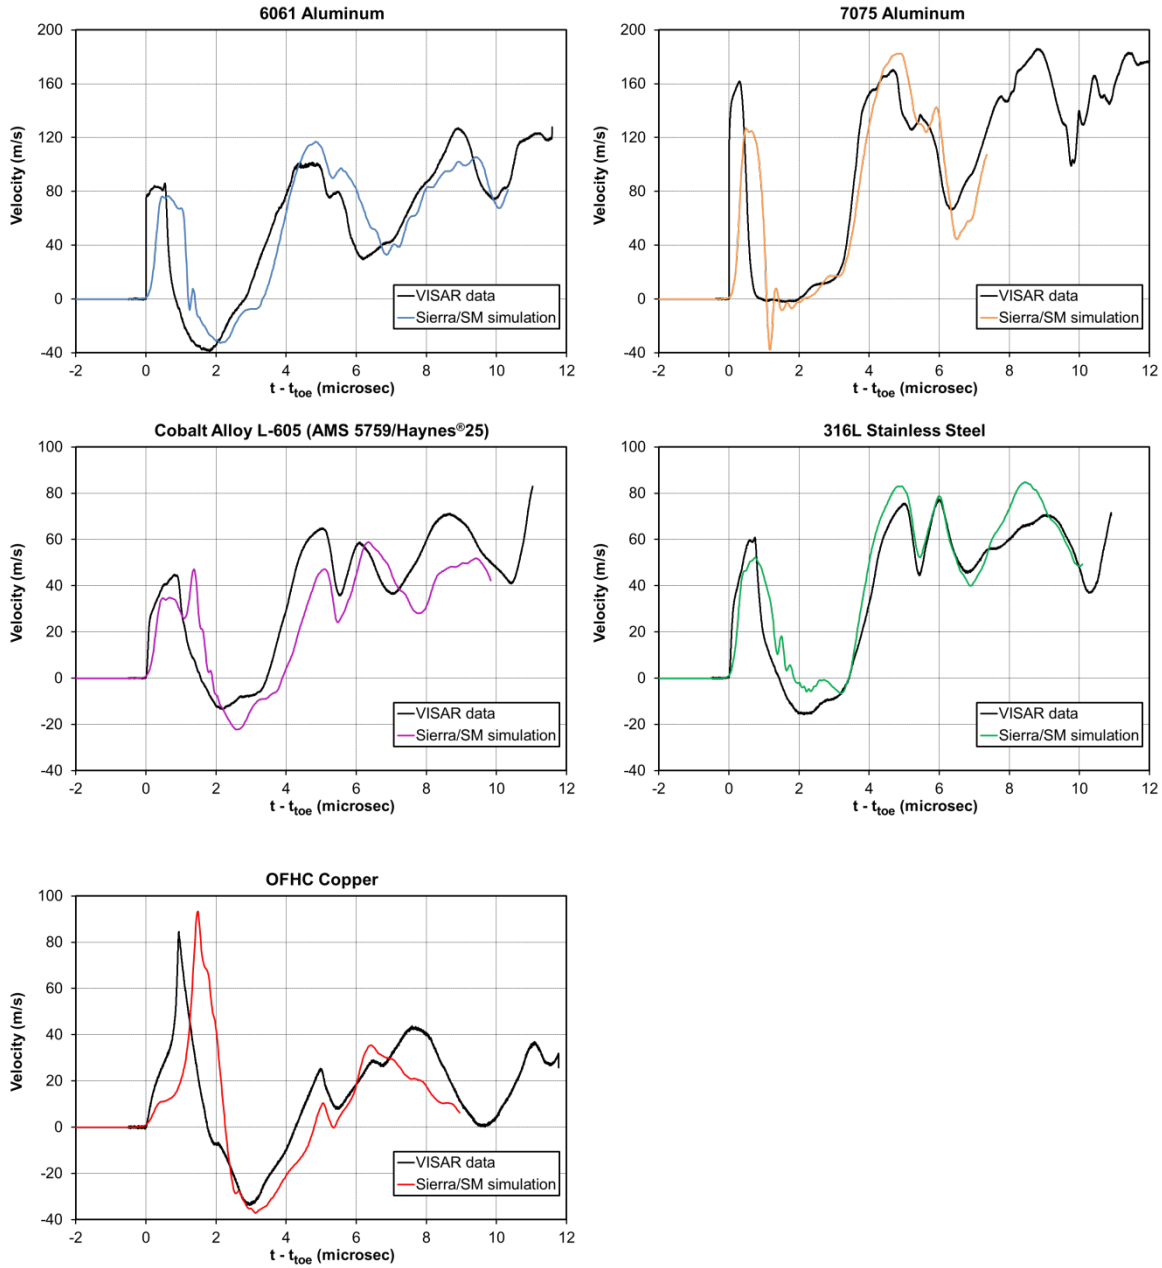 6061 Aluminum
Velocity (m/s)
200
160
120
80
40
0
-40
-2 0 2 4 6 8 10 12
t - ttoe (microsec)
VISAR data
Sierra/SM simulation
7075 Aluminum
Velocity (m/s)
200
160
120
80
40
0
-40
-2 0 2 4 6 8 10 12
t - ttoe (microsec)
VISAR data
Sierra/SM simulation
Cobalt Alloy L-605 (AMS 5759/Haynes®25)
Velocity (m/s)
100
80
60
40
20
0
-20
-40
-2 0 2 4 6 8 10 12
t - ttoe (microsec)
VISAR data
Sierra/SM simulation
316L Stainless Steel
Velocity (m/s)
100
80
60
40
20
0
-20
-40
-2 0 2 4 6 8 10 12
t - ttoe (microsec)
VISAR data
Sierra/SM simulation
OFHC Copper
Velocity (m/s)
100
80
60
40
20
0
-20
-40
-2 0 2 4 6 8 10 12
t - ttoe (microsec)
VISAR data
Sierra/SM simulation